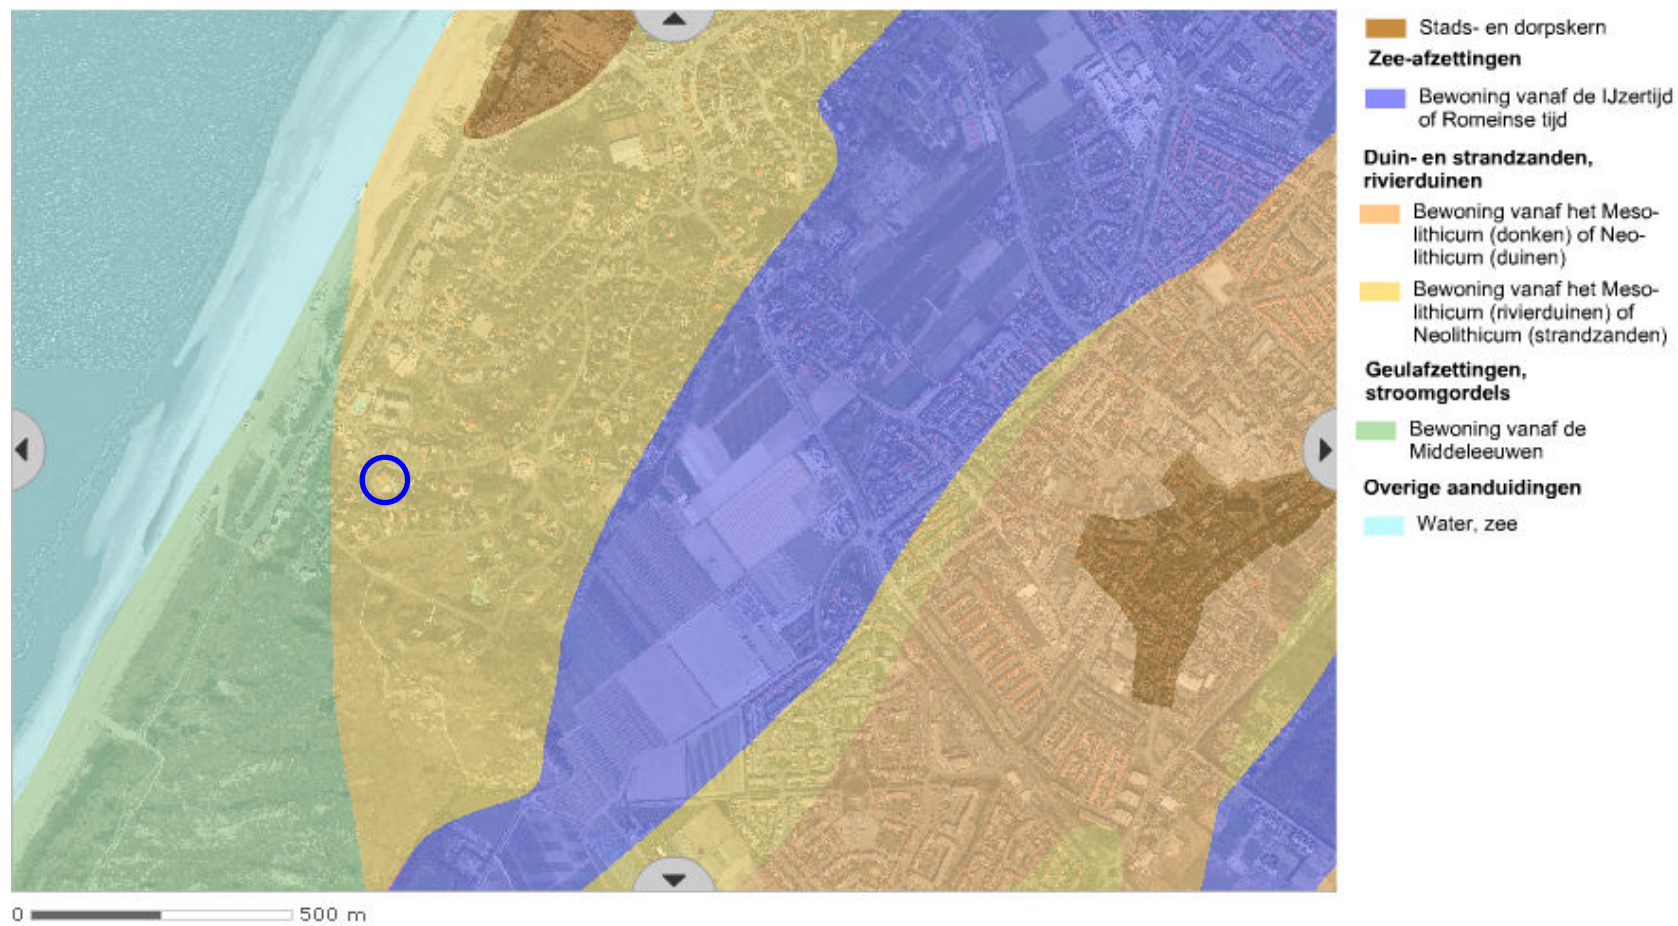 Stads- en dorpskern
Zee-afzettingen
Bewoning vanaf de IJzertijd
of Romeinse tijd
Duin- en strandzanden,
rivierduinen
Bewoning vanaf het Meso-
lithicum (donken) of Neo-
lithicum (duinen)
Bewoning vanaf het Meso-
lithicum (rivierduinen) of
Neolithicum (strandzanden)
Geulafzettingen,
stroomgordels
Bewoning vanaf de
Middeleeuwen
Overige aanduidingen
Water, zee
0 500 m